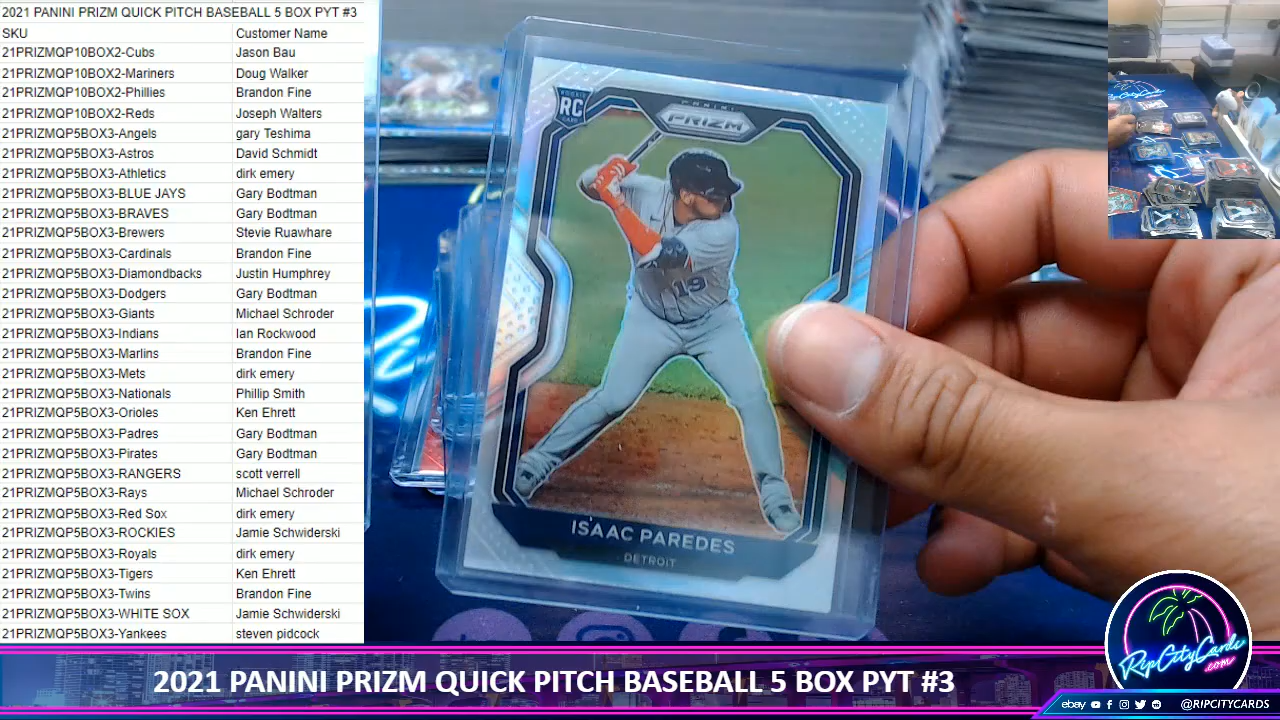 2021 PANINI PRIZM QUICK PITCH BASEBALL 5 BOX PYT #3
SKU Customer Name
21PRIZMQP10BOX2-Cubs Jason Bau
21PRIZMQP10BOX2-Mariners Doug Walker
21PRIZMQP10BOX2-Phillies Brandon Fine
21PRIZMQP10BOX2-Reds Joseph Walters
21PRIZMQP5BOX3-Angels gary Teshima
21PRIZMQP5BOX3-Astros David Schmidt
21PRIZMQP5BOX3-Athletics dirk emery
21PRIZMQP5BOX3-BLUE JAYS Gary Bodtman
21PRIZMQP5BOX3-BRAVES Gary Bodtman
21PRIZMQP5BOX3-Brewers Stevie Ruawhare
21PRIZMQP5BOX3-Cardinals Brandon Fine
21PRIZMQP5BOX3-Diamondbacks Justin Humphrey
21PRIZMQP5BOX3-Dodgers Gary Bodtman
21PRIZMQP5BOX3-Giants Michael Schroder
21PRIZMQP5BOX3-Indians Ian Rockwood
21PRIZMQP5BOX3-Marlins Brandon Fine
21PRIZMQP5BOX3-Mets dirk emery
21PRIZMQP5BOX3-Nationals Phillip Smith
21PRIZMQP5BOX3-Orioles Ken Ehrett
21PRIZMQP5BOX3-Padres Gary Bodtman
21PRIZMQP5BOX3-Pirates Gary Bodtman
21PRIZMQP5BOX3-RANGERS scott verrell
21PRIZMQP5BOX3-Rays Michael Schroder
21PRIZMQP5BOX3-Red Sox dirk emery
21PRIZMQP5BOX3-ROCKIES Jamie Schwiderski
21PRIZMQP5BOX3-Royals dirk emery
21PRIZMQP5BOX3-Tigers Ken Ehrett
21PRIZMQP5BOX3-Twins Brandon Fine
21PRIZMQP5BOX3-WHITE SOX Jamie Schwiderski
21PRIZMQP5BOX3-Yankees steven pidcock
ROOKIE
RC
CARD
PANINI
PRIZM
19
ISAAC PAREDES
DETROIT
RipCityCards
.com
2021 PANINI PRIZM QUICK PITCH BASEBALL 5 BOX PYT #3
ebay @RIPCITYCARDS